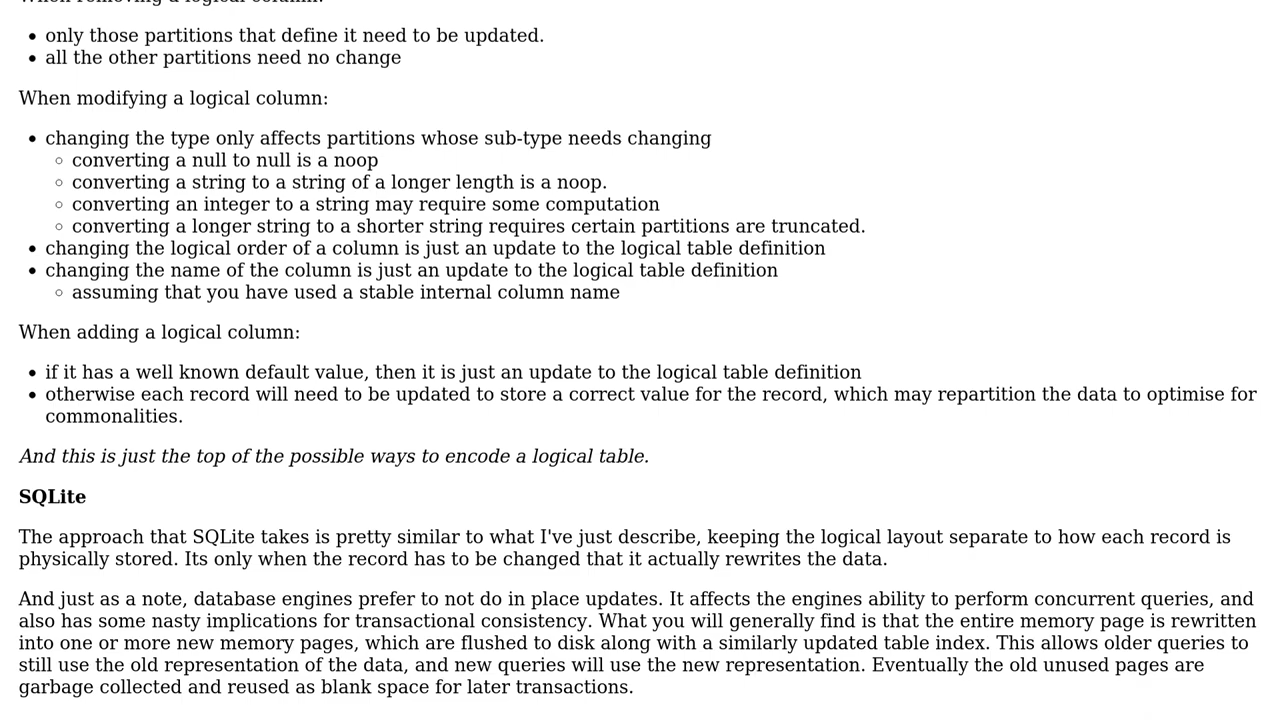 When removing a logical column:
only those partitions that define it need to be updated.
all the other partitions need no change
When modifying a logical column:
changing the type only affects partitions whose sub-type needs changing
converting a null to null is a noop
converting a string to a string of a longer length is a noop.
converting an integer to a string may require some computation
converting a longer string to a shorter string requires certain partitions are truncated.
changing the logical order of a column is just an update to the logical table definition
changing the name of the column is just an update to the logical table definition
assuming that you have used a stable internal column name
When adding a logical column:
if it has a well known default value, then it is just an update to the logical table definition
otherwise each record will need to be updated to store a correct value for the record, which may repartition the data to optimise for
commonalities.
And this is just the top of the possible ways to encode a logical table.
SQLite
The approach that SQLite takes is pretty similar to what I've just describe, keeping the logical layout separate to how each record is
physically stored. Its only when the record has to be changed that it actually rewrites the data.
And just as a note, database engines prefer to not do in place updates. It affects the engines ability to perform concurrent queries, and
also has some nasty implications for transactional consistency. What you will generally find is that the entire memory page is rewritten
into one or more new memory pages, which are flushed to disk along with a similarly updated table index. This allows older queries to
still use the old representation of the data, and new queries will use the new representation. Eventually the old unused pages are
garbage collected and reused as blank space for later transactions.